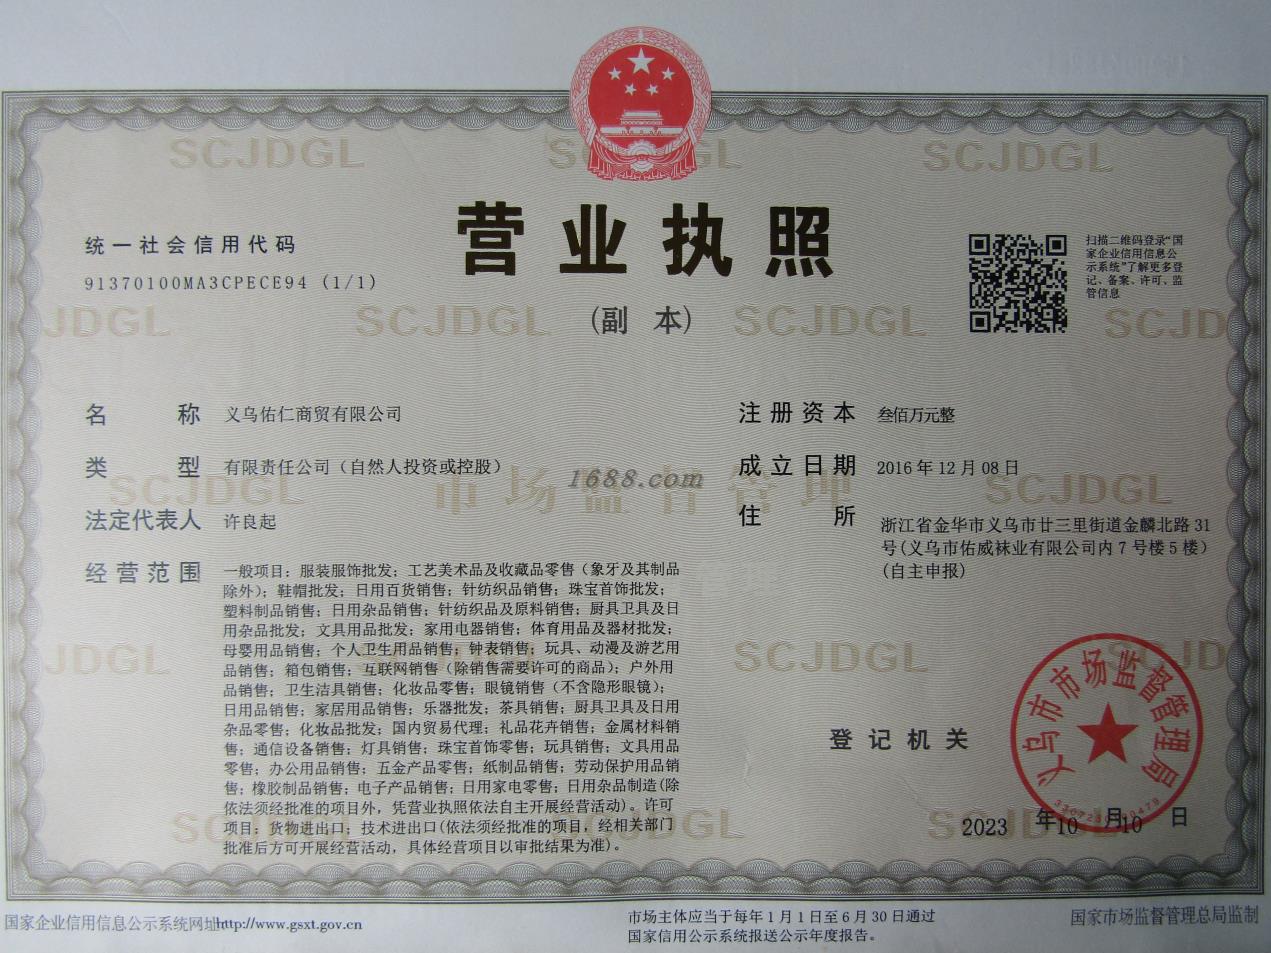 营业执照
(副 本)
统一社会信用代码
91370100MA3CPECE94 (1/1)
扫描二维码登录“国
家企业信用信息公
示系统”了解更多登
记、备案、许可、监
管信息
名 称 义乌佑仁商贸有限公司
类 型 有限责任公司（自然人投资或控股）
法定代表人 许良起
经营范围 一般项目：服装服饰批发；工艺美术品及收藏品零售（象牙及其制品
除外）；鞋帽批发；日用百货销售；针纺织品销售；珠宝首饰批发；
塑料制品销售；日用杂品销售；针纺织品及原料销售；厨具卫具及日
用杂品批发；文具用品批发；家用电器销售；体育用品及器材批发；
母婴用品销售；个人卫生用品销售；钟表销售；玩具、动漫及游艺用
品销售；箱包销售；互联网销售（除销售需要许可的商品）；户外用
品销售；卫生洁具销售；化妆品零售；眼镜销售（不含隐形眼镜）；
日用品销售；家居用品销售；乐器批发；茶具销售；厨具卫具及日用
杂品零售；化妆品批发；国内贸易代理；礼品花卉销售；金属材料销
售；通信设备销售；灯具销售；珠宝首饰零售；玩具销售；文具用品
零售；办公用品销售；五金产品零售；纸制品销售；劳动保护用品销
售；橡胶制品销售；电子产品销售；日用家电零售；日用杂品制造(除
依法须经批准的项目外，凭营业执照依法自主开展经营活动)。许可
项目：货物进出口；技术进出口(依法须经批准的项目，经相关部门
批准后方可开展经营活动，具体经营项目以审批结果为准)。
注册资本 叁佰万元整
成立日期 2016 年 12 月 08 日
住 所 浙江省金华市义乌市廿三里街道金麟北路 31
号(义乌市佑威袜业有限公司内 7 号楼 5 楼)
(自主申报)
1688.com
市场监督管理
SCJDGL
登记机关
义乌市市场监督管理局
2023 年 10 月 10 日
国家企业信用信息公示系统网址http://www.gsxt.gov.cn
市场主体应当于每年 1 月 1 日至 6 月 30 日通过
国家信用公示系统报送公示年度报告。
国家市场监督管理总局监制